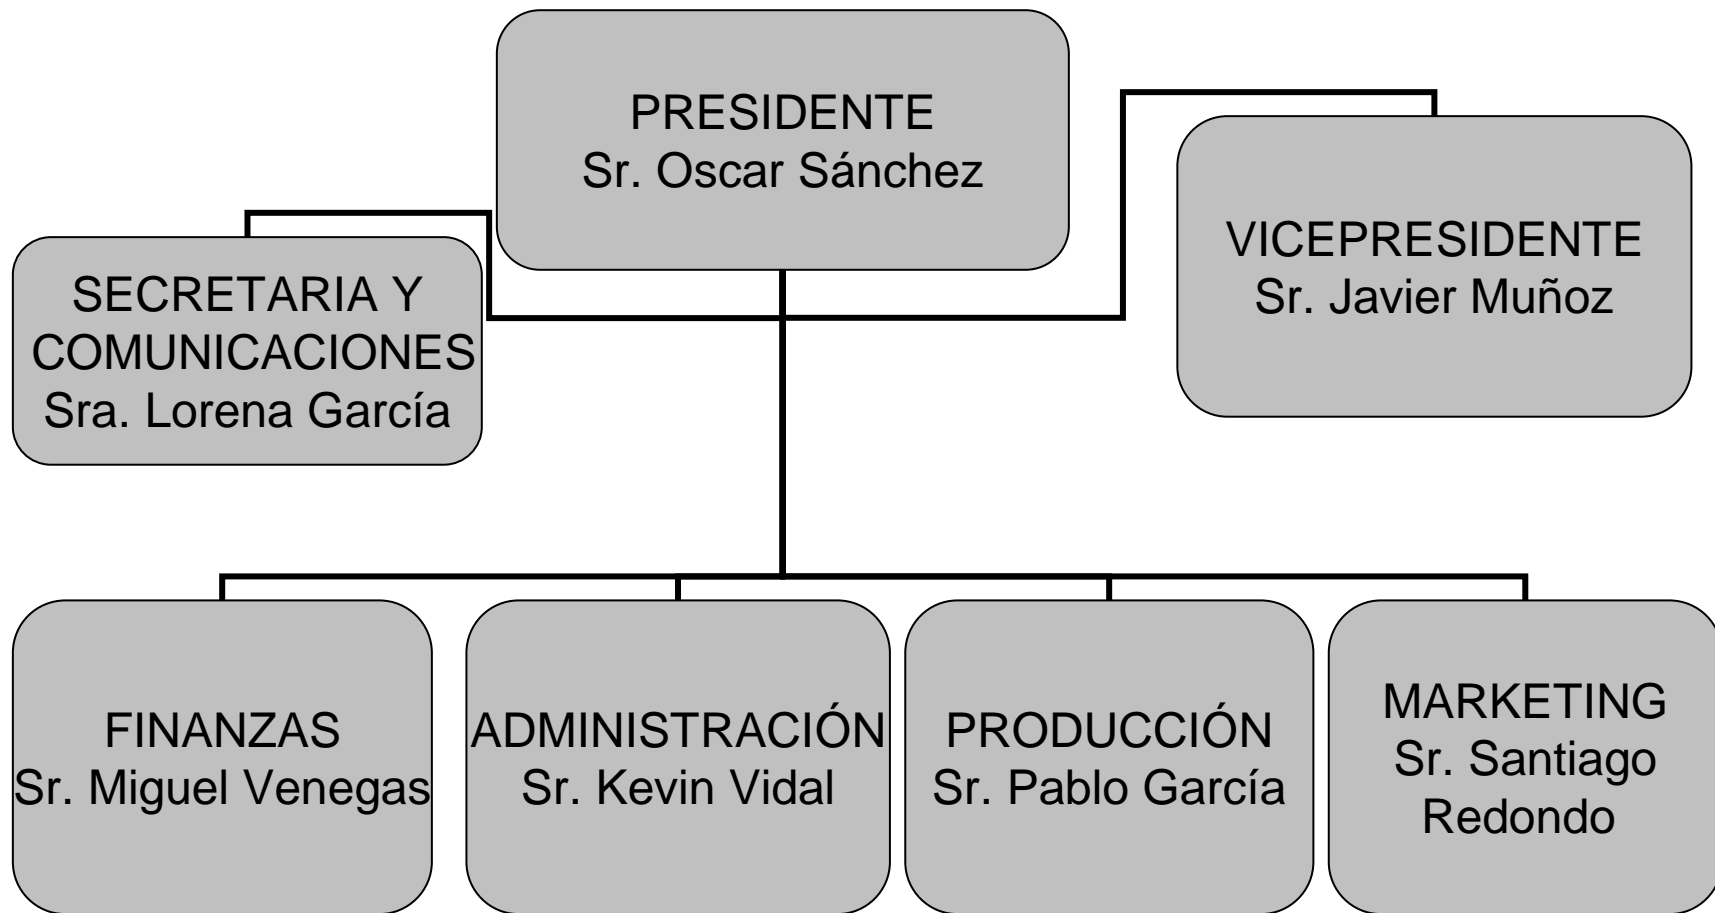 PRESIDENTE
Sr. Oscar Sánchez
VICEPRESIDENTE
Sr. Javier Muñoz
SECRETARIA Y
COMUNICACIONES
Sra. Lorena García
FINANZAS
Sr. Miguel Venegas
ADMINISTRACIÓN
Sr. Kevin Vidal
PRODUCCIÓN
Sr. Pablo García
MARKETING
Sr. Santiago
Redondo